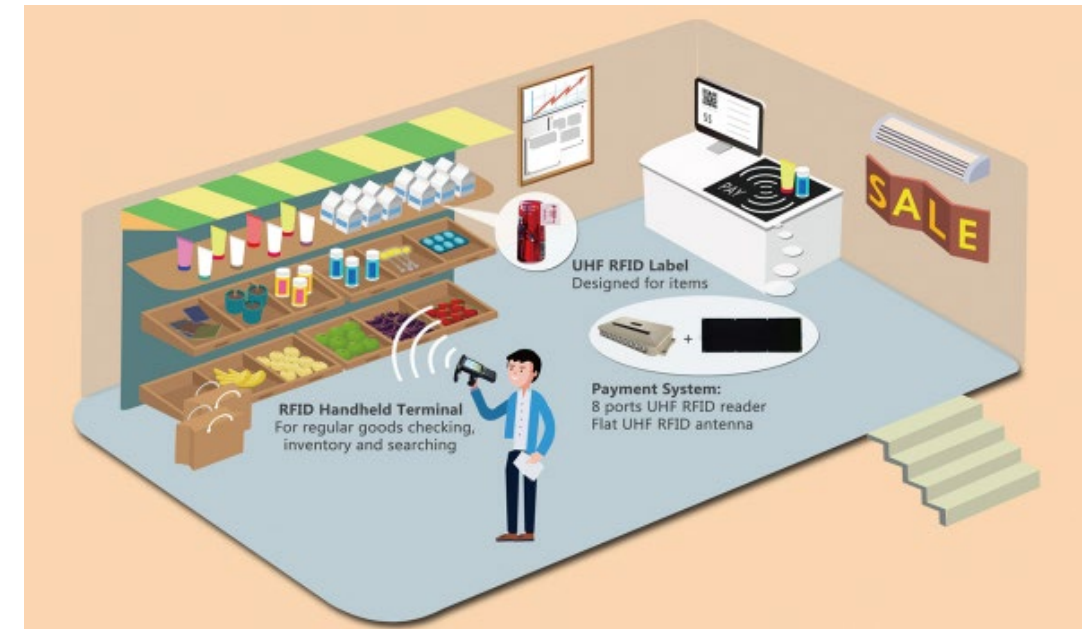 $$
PAY
SALE
UHF RFID Label
Designed for items
Payment System:
8 ports UHF RFID reader
Flat UHF RFID antenna
RFID Handheld Terminal
For regular goods checking,
inventory and searching